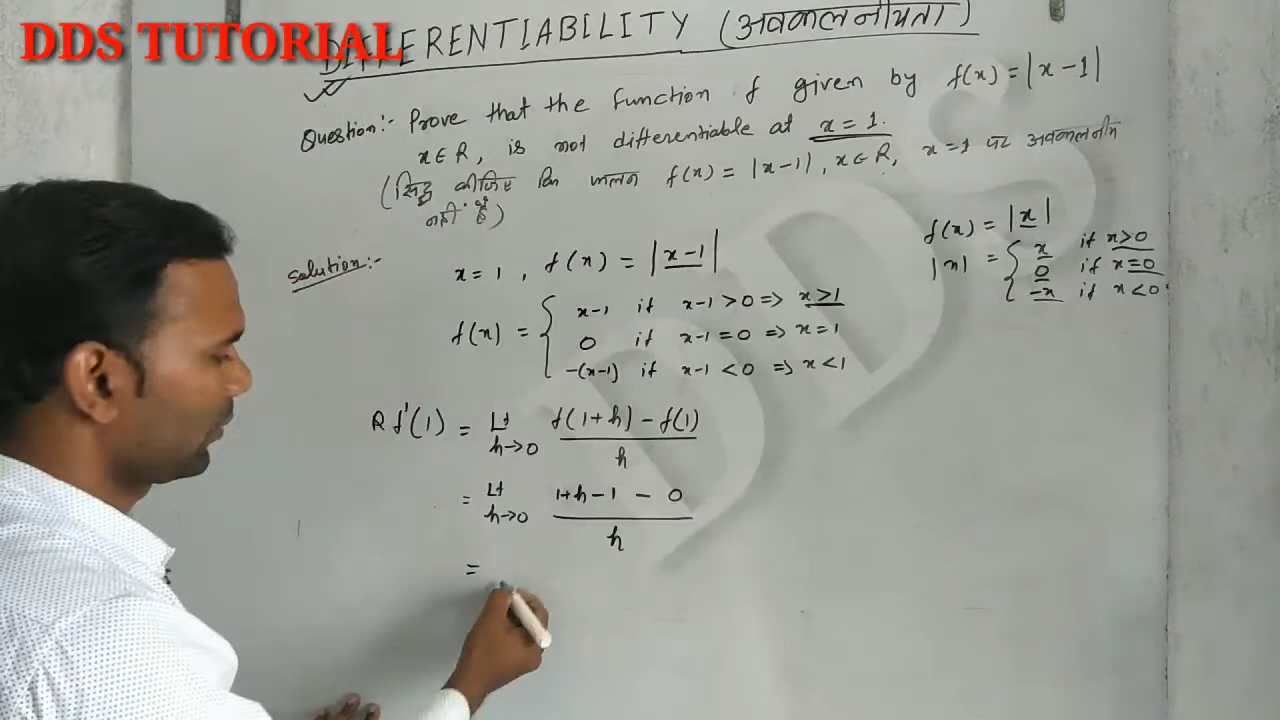 DDS TUTORIAL
DIFFERENTIABILITY (अवकलनीयता)
Question:- Prove that the function f given by f(x) = |x-1|
x ∈ R, is not differentiable at x = 1.
(सिद्ध कीजिए कि फलन f(x) = |x-1|, x ∈ R, x = 1 पर अवकलनीय
नहीं है)
Solution:-
x = 1, f(x) = |x-1|
f(x) = { x-1 if x-1 > 0 => x > 1
0 if x-1 = 0 => x = 1
-(x-1) if x-1 < 0 => x < 1
f(x) = |x|
|x| = { x if x > 0
0 if x = 0
-x if x < 0
R f'(1) = Lt h→0 f(1+h) - f(1) / h
= Lt h→0 1+h-1 - 0 / h
=
DDS